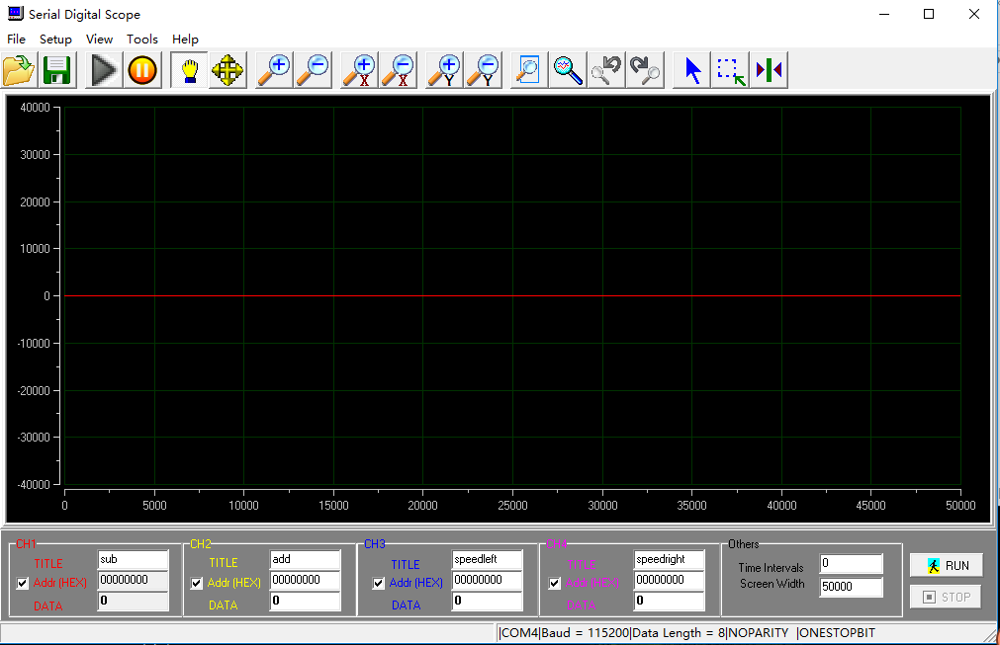 Serial Digital Scope
File Setup View Tools Help
X X Y Y
40000
30000
20000
10000
0
-10000
-20000
-30000
-40000
0 5000 10000 15000 20000 25000 30000 35000 40000 45000 50000
CH1 CH2 CH3 CH4 Others
TITLE sub TITLE add TITLE speedleft TITLE speedright Time Intervals 0
Addr (HEX) 00000000 Addr (HEX) 00000000 Addr (HEX) 00000000 Addr (HEX) 00000000 Screen Width 50000
DATA 0 DATA 0 DATA 0 DATA 0
RUN
STOP
|COM4|Baud = 115200|Data Length = 8|NOPARITY |ONESTOPBIT